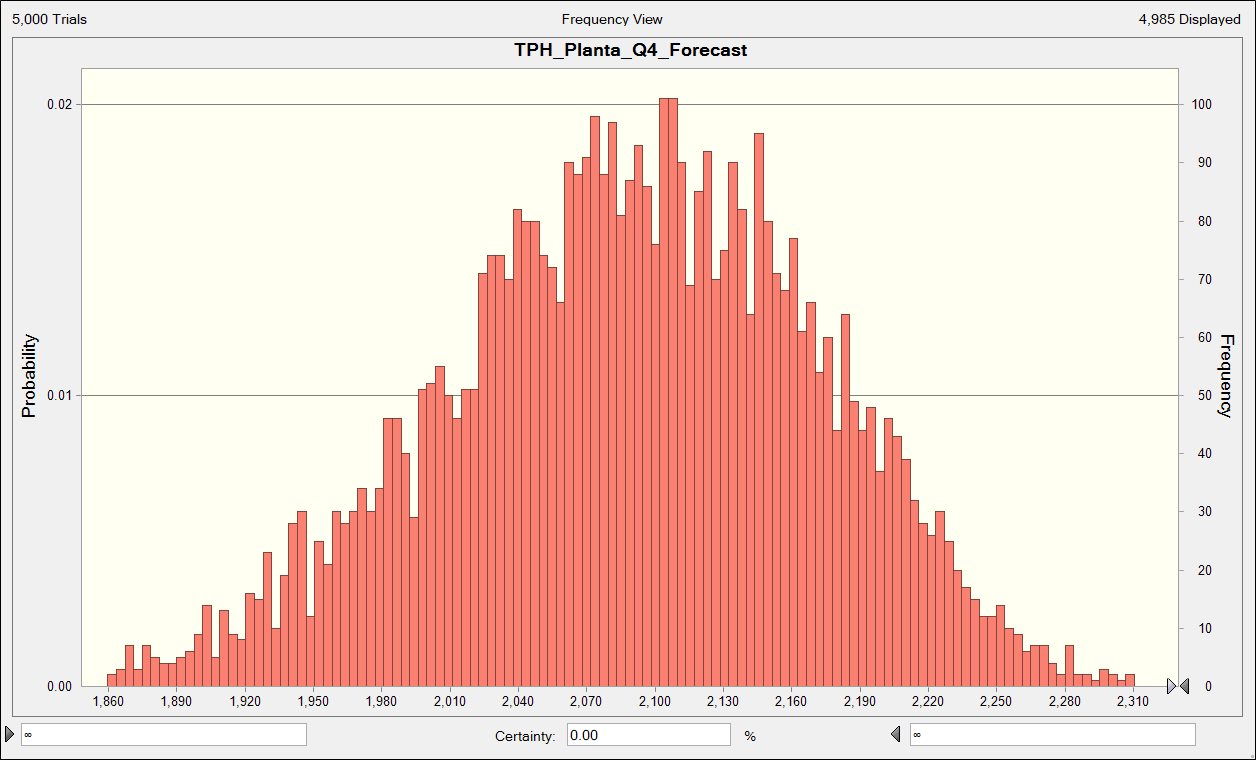 5,000 Trials
Frequency View
4,985 Displayed
TPH_Planta_Q4_Forecast
0.02
0.01
0.00
Probability
100
90
80
70
60
50
40
30
20
10
0
Frequency
1,860 1,890 1,920 1,950 1,980 2,010 2,040 2,070 2,100 2,130 2,160 2,190 2,220 2,250 2,280 2,310
∞
Certainty: 0.00 %
∞